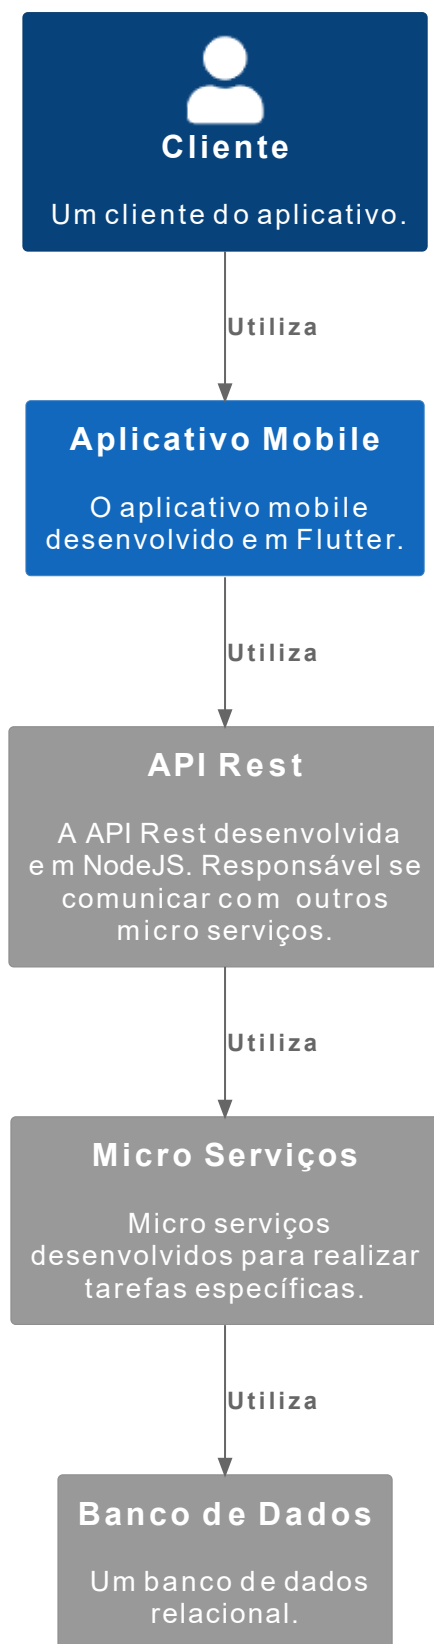 Cliente
Um cliente do aplicativo.
Utiliza
Aplicativo Mobile
O aplicativo mobile
desenvolvido em Flutter.
Utiliza
API Rest
A API Rest desenvolvida
em NodeJS. Responsável se
comunicar com outros
micro serviços.
Utiliza
Micro Serviços
Micro serviços
desenvolvidos para realizar
tarefas específicas.
Utiliza
Banco de Dados
Um banco de dados
relacional.